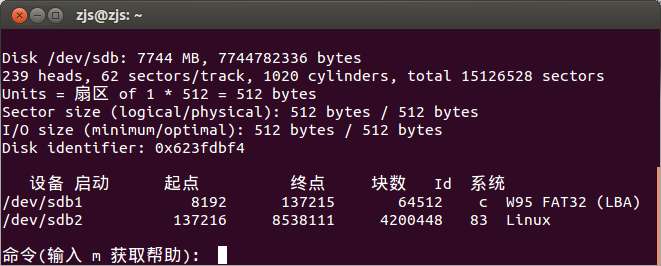 zjs@zjs: ~
Disk /dev/sdb: 7744 MB, 7744782336 bytes
239 heads, 62 sectors/track, 1020 cylinders, total 15126528 sectors
Units = 扇区 of 1 * 512 = 512 bytes
Sector size (logical/physical): 512 bytes / 512 bytes
I/O size (minimum/optimal): 512 bytes / 512 bytes
Disk identifier: 0x623fdbf4
设备 启动 起点 终点 块数 Id 系统
/dev/sdb1 8192 137215 64512 c W95 FAT32 (LBA)
/dev/sdb2 137216 8538111 4200448 83 Linux
命令(输入 m 获取帮助):